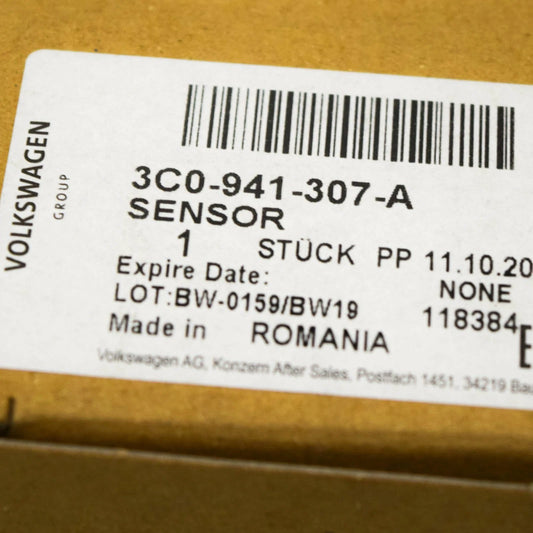 VOLKSWAGEN
GROUP
3C0-941-307-A
SENSOR
1 STÜCK PP 11.10.20
Expire Date: NONE
LOT:BW-0159/BW19 118384
Made in ROMANIA E
Volkswagen AG, Konzern After Sales, Postfach 1451, 34219 Bau